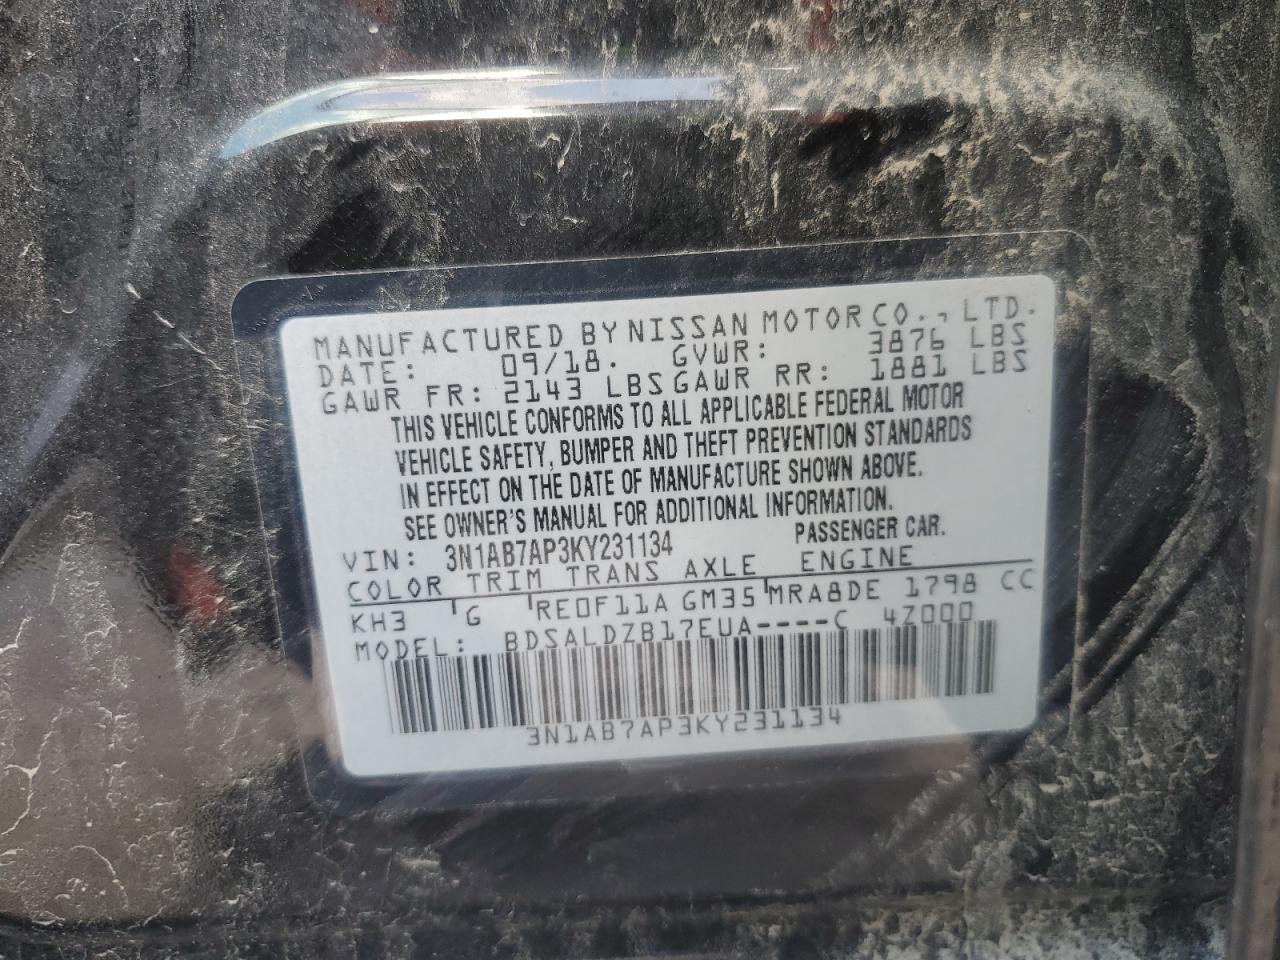 MANUFACTURED BY NISSAN MOTOR CO., LTD.
DATE: 09/18. GVWR: 3876 LBS
GAWR FR: 2143 LBS GAWR RR: 1881 LBS
THIS VEHICLE CONFORMS TO ALL APPLICABLE FEDERAL MOTOR
VEHICLE SAFETY, BUMPER AND THEFT PREVENTION STANDARDS
IN EFFECT ON THE DATE OF MANUFACTURE SHOWN ABOVE.
SEE OWNER'S MANUAL FOR ADDITIONAL INFORMATION.
VIN: 3N1AB7AP3KY231134 PASSENGER CAR.
COLOR TRIM TRANS AXLE ENGINE
KH3 G RE0F11A GM35 MRA8DE 1798 CC
MODEL: BDSALDZB17EUA----C 4Z000
3N1AB7AP3KY231134